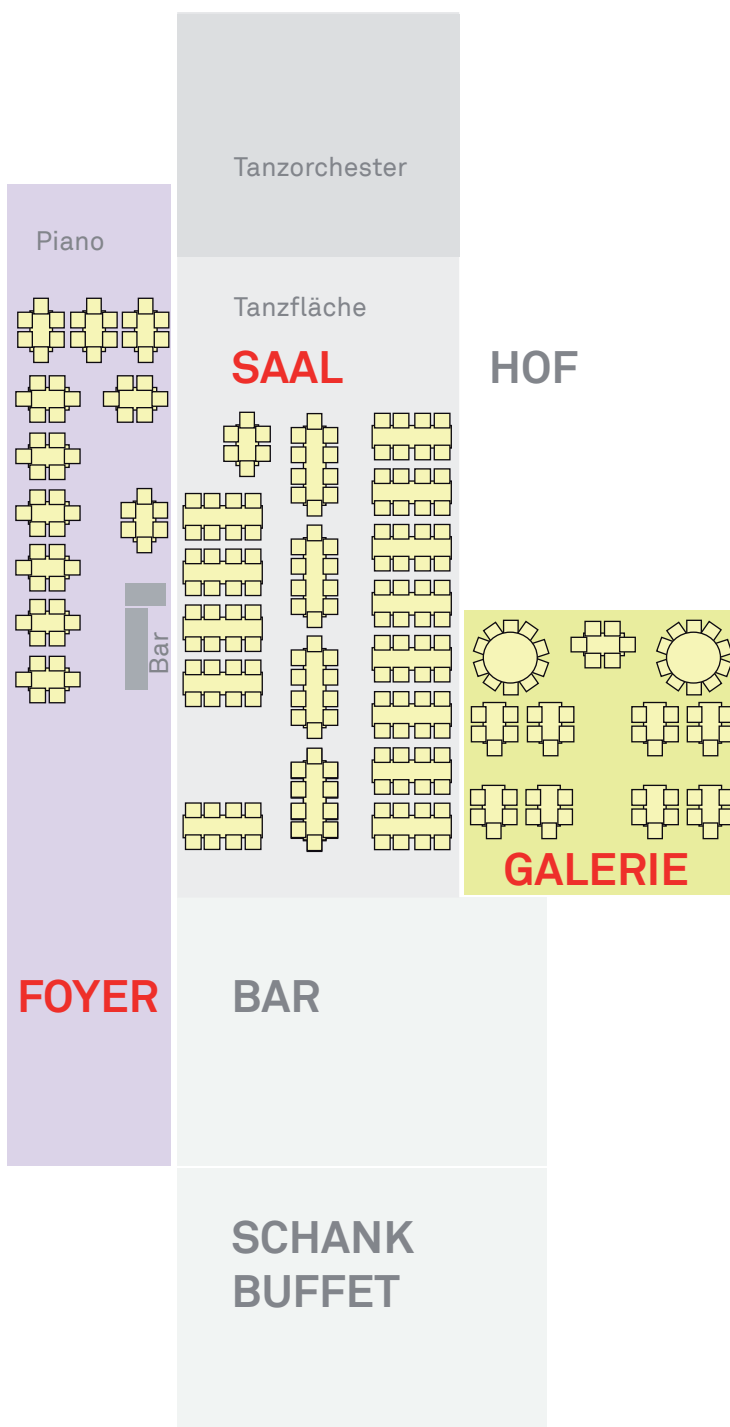 Tanzorchester
Piano
Tanzfläche
SAAL
HOF
Bar
GALERIE
FOYER
BAR
SCHANK
BUFFET